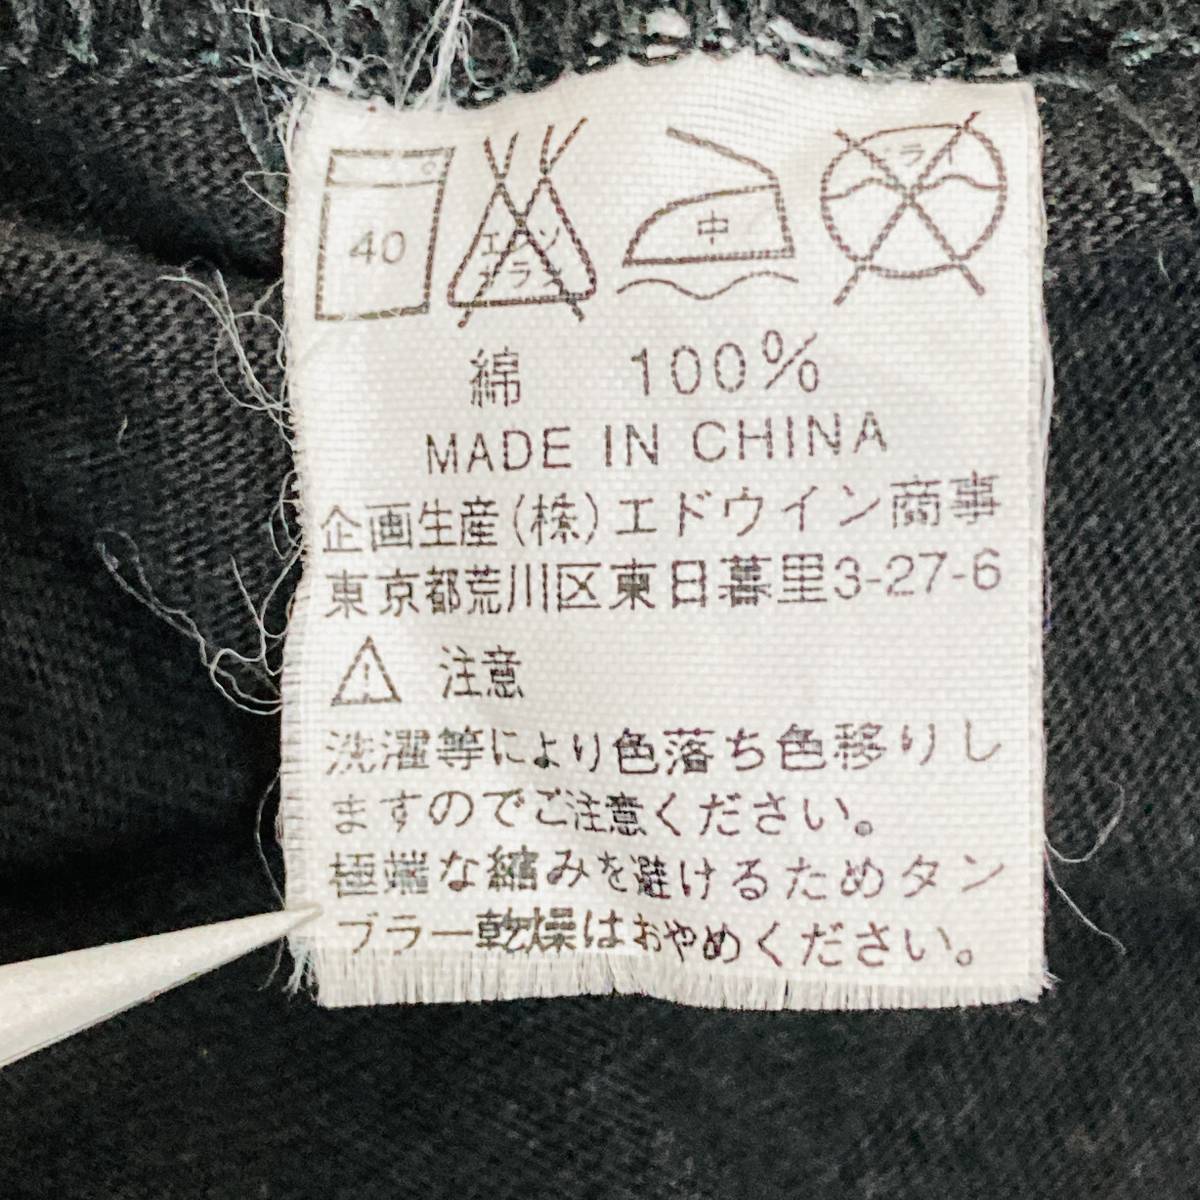 40
エンソ
サラシ
中
ドライ
綿 100%
MADE IN CHINA
企画生産(株)エドウイン商事
東京都荒川区東日暮里3-27-6
注意
洗濯等により色落ち色移りし
ますのでご注意ください。
極端な縮みを避けるためタン
ブラー乾燥はおやめください。